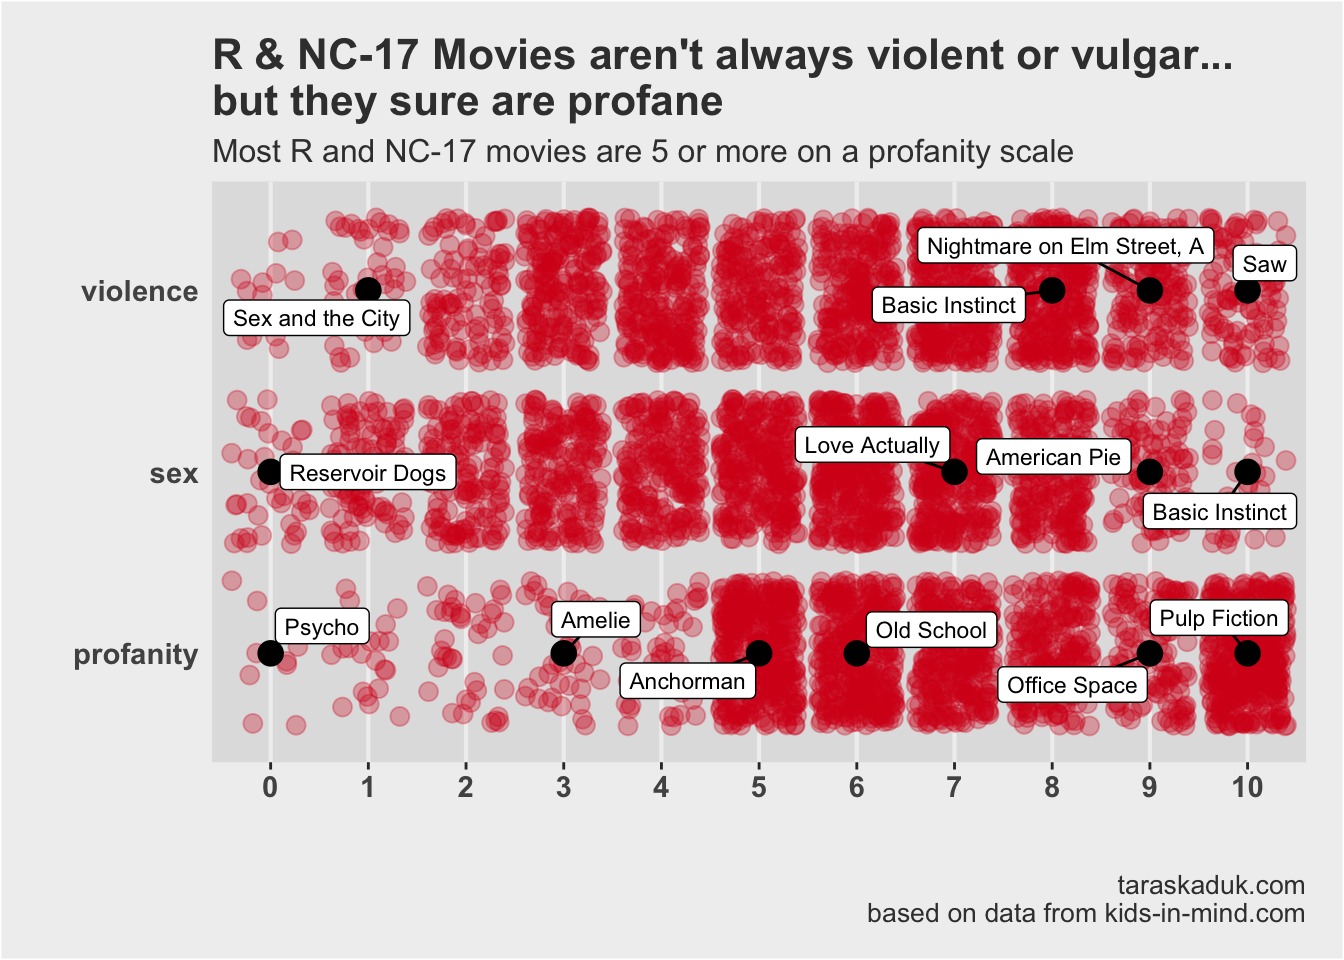 R & NC-17 Movies aren't always violent or vulgar...
but they sure are profane
Most R and NC-17 movies are 5 or more on a profanity scale
violence
Nightmare on Elm Street, A
Saw
Basic Instinct
Sex and the City
sex
Love Actually
American Pie
Reservoir Dogs
Basic Instinct
profanity
Psycho
Amelie
Old School
Pulp Fiction
Anchorman
Office Space
0 1 2 3 4 5 6 7 8 9 10
taraskaduk.com
based on data from kids-in-mind.com